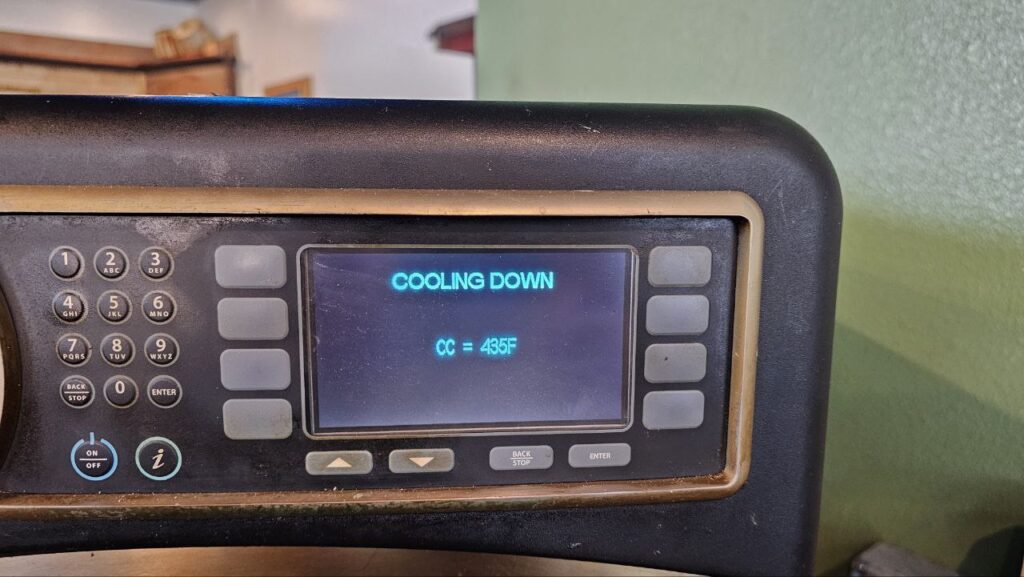 COOLING DOWN
CC = 435F
1
2 ABC
3 DEF
4 GHI
5 JKL
6 MNO
7 PQRS
8 TUV
9 WXYZ
BACK
STOP
0
ENTER
ON
OFF
i
BACK
STOP
ENTER